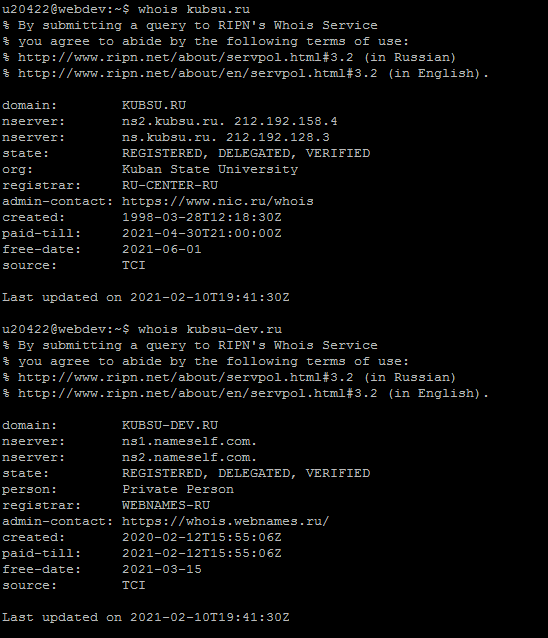 u20422@webdev:~$ whois kubsu.ru
% By submitting a query to RIPN's Whois Service
% you agree to abide by the following terms of use:
% http://www.ripn.net/about/servpol.html#3.2 (in Russian)
% http://www.ripn.net/about/en/servpol.html#3.2 (in English).

domain:        KUBSU.RU
nserver:       ns2.kubsu.ru. 212.192.158.4
nserver:       ns.kubsu.ru. 212.192.128.3
state:         REGISTERED, DELEGATED, VERIFIED
org:           Kuban State University
registrar:     RU-CENTER-RU
admin-contact: https://www.nic.ru/whois
created:       1998-03-28T12:18:30Z
paid-till:     2021-04-30T21:00:00Z
free-date:     2021-06-01
source:        TCI

Last updated on 2021-02-10T19:41:30Z

u20422@webdev:~$ whois kubsu-dev.ru
% By submitting a query to RIPN's Whois Service
% you agree to abide by the following terms of use:
% http://www.ripn.net/about/servpol.html#3.2 (in Russian)
% http://www.ripn.net/about/en/servpol.html#3.2 (in English).

domain:        KUBSU-DEV.RU
nserver:       ns1.nameself.com.
nserver:       ns2.nameself.com.
state:         REGISTERED, DELEGATED, VERIFIED
person:        Private Person
registrar:     WEBNAMES-RU
admin-contact: https://whois.webnames.ru/
created:       2020-02-12T15:55:06Z
paid-till:     2021-02-12T15:55:06Z
free-date:     2021-03-15
source:        TCI

Last updated on 2021-02-10T19:41:30Z